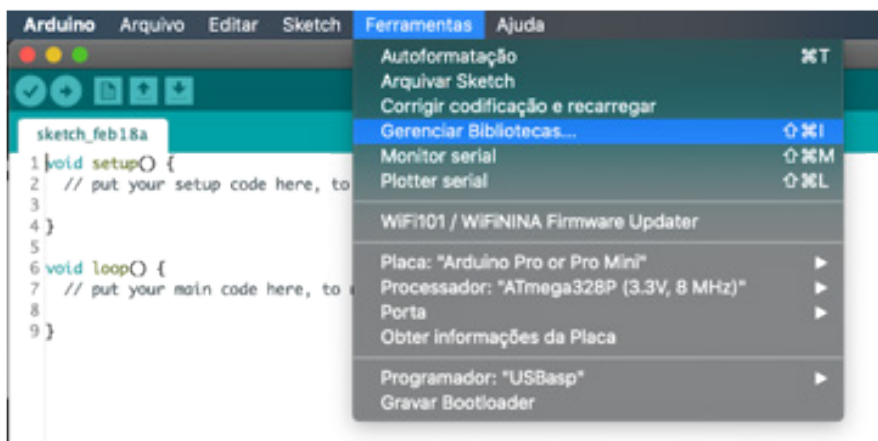 Arduino Arquivo Editar Sketch Ferramentas Ajuda
Autoformatação ⌘T
Arquivar Sketch
Corrigir codificação e recarregar
Gerenciar Bibliotecas... ⇧⌘I
Monitor serial ⇧⌘M
Plotter serial ⇧⌘L
WiFi101 / WiFiNINA Firmware Updater
Placa: "Arduino Pro or Pro Mini"
Processador: "ATmega328P (3.3V, 8 MHz)"
Porta
Obter informações da Placa
Programador: "USBasp"
Gravar Bootloader
sketch_feb18a
1 void setup() {
2 // put your setup code here, to
3
4 }
5
6 void loop() {
7 // put your main code here, to
8
9 }